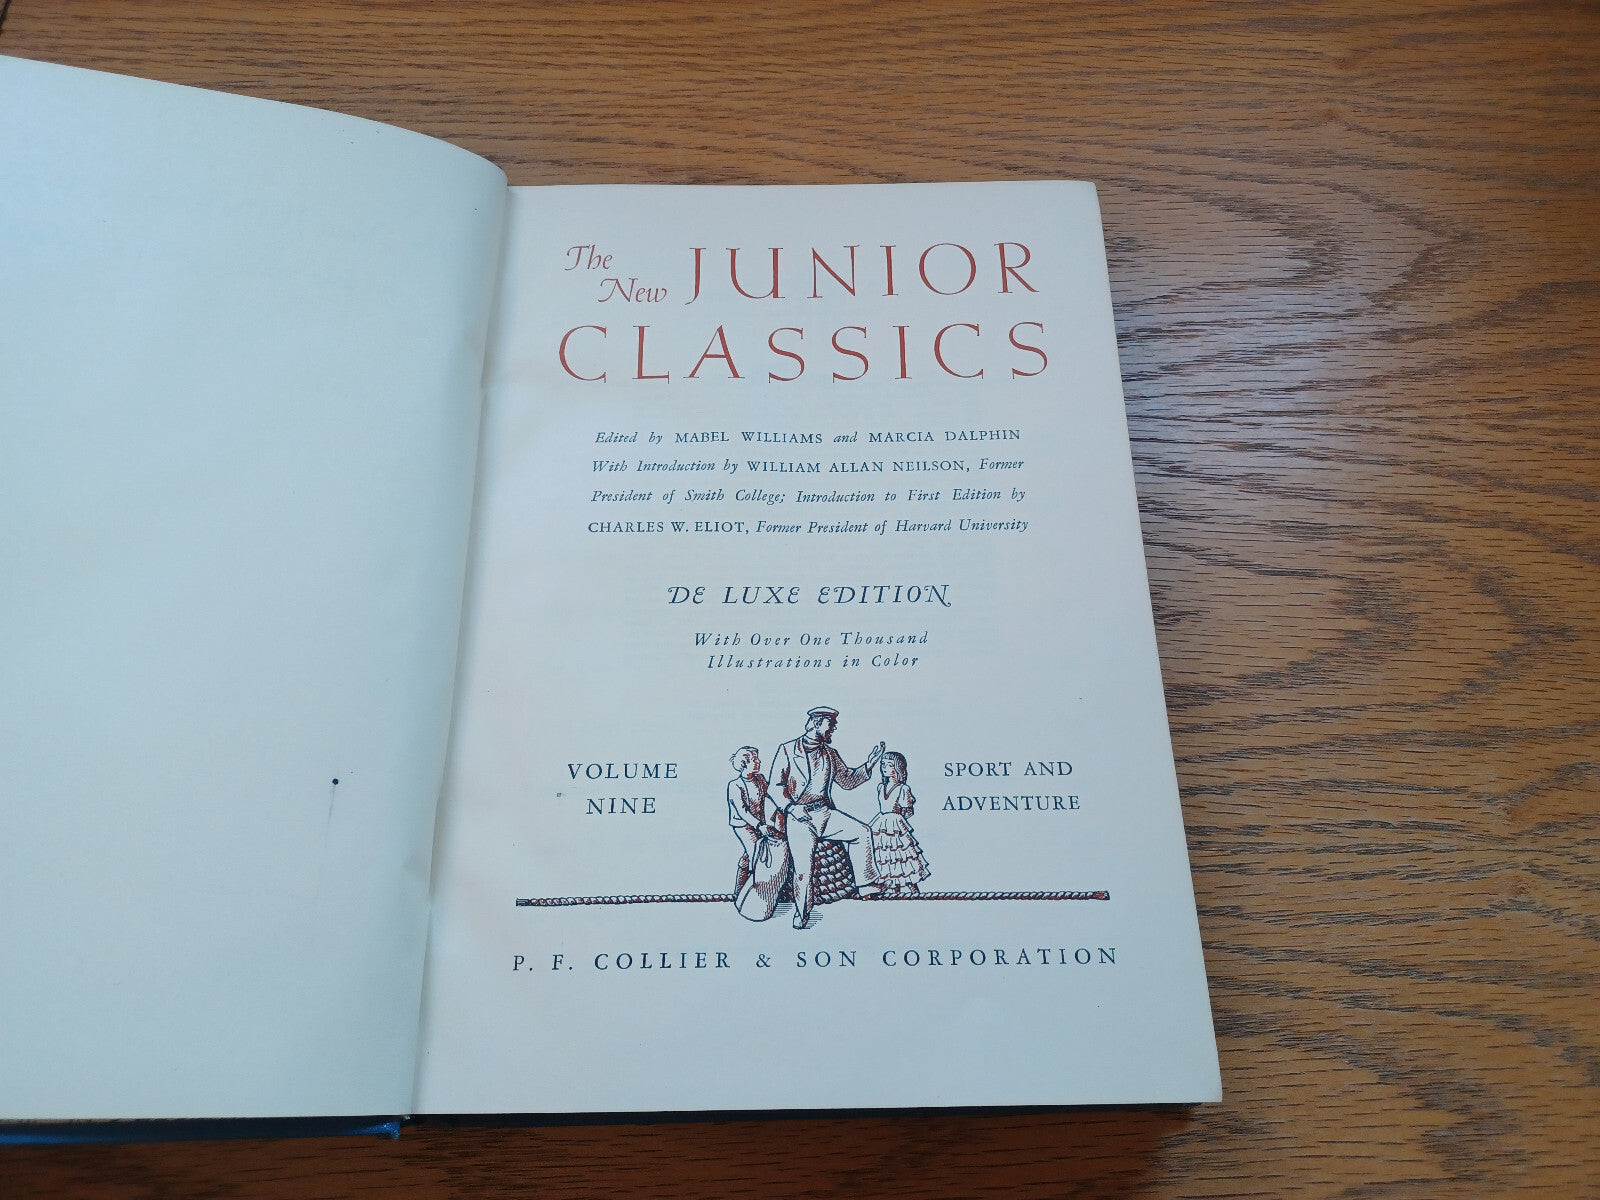 The New JUNIOR
CLASSICS
Edited by MABEL WILLIAMS and MARCIA DALPHIN
With Introduction by WILLIAM ALLAN NEILSON, Former
President of Smith College; Introduction to First Edition by
CHARLES W. ELIOT, Former President of Harvard University
DE LUXE EDITION
With Over One Thousand
Illustrations in Color
VOLUME
NINE
SPORT AND
ADVENTURE
P. F. COLLIER & SON CORPORATION